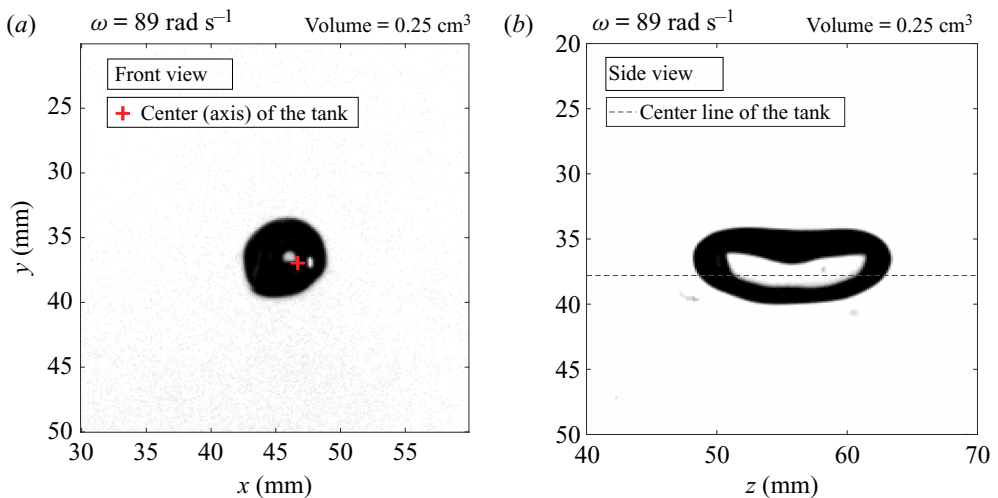 (a) ω = 89 rad s⁻¹ Volume = 0.25 cm³
Front view
Center (axis) of the tank
25
30
35
40
45
50
y (mm)
30 35 40 45 50 55
x (mm)
(b) ω = 89 rad s⁻¹ Volume = 0.25 cm³
Side view
Center line of the tank
20
25
30
35
40
45
50
40 50 60 70
z (mm)